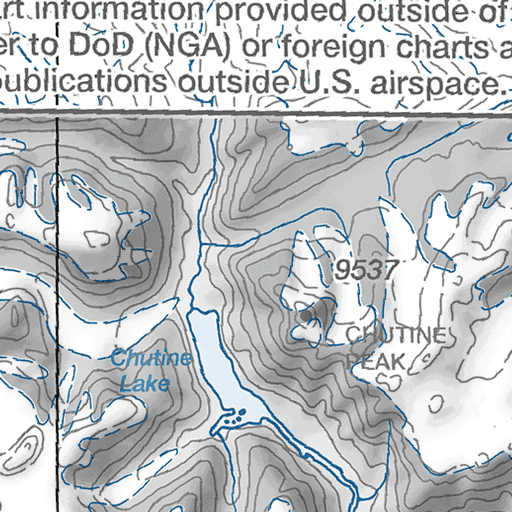 art information provided outside of
er to DoD (NGA) or foreign charts a
publications outside U.S. airspace.
9537
CHUTINE
PEAK
Chutine
Lake